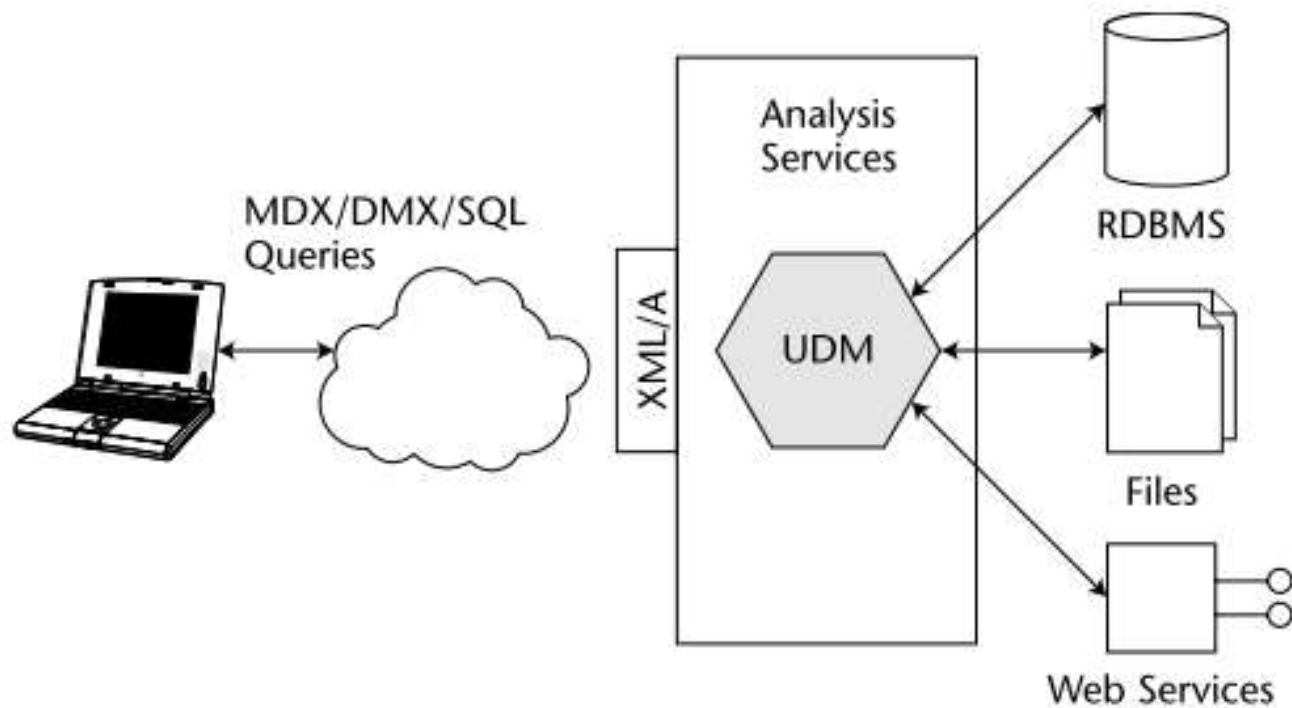 MDX/DMX/SQL
Queries
XML/A
Analysis
Services
UDM
RDBMS
Files
Web Services